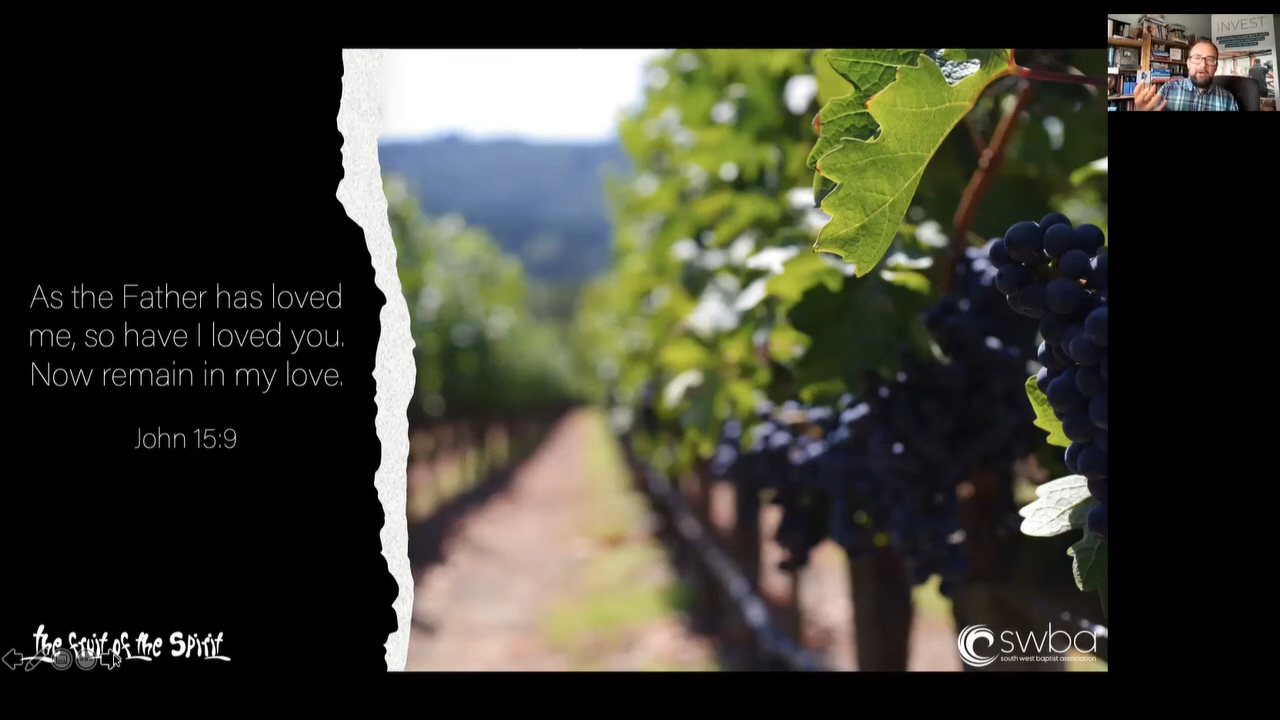 INVEST
As the Father has loved
me, so have I loved you.
Now remain in my love.
John 15:9
the fruit of the Spirit
swba
south west baptist association